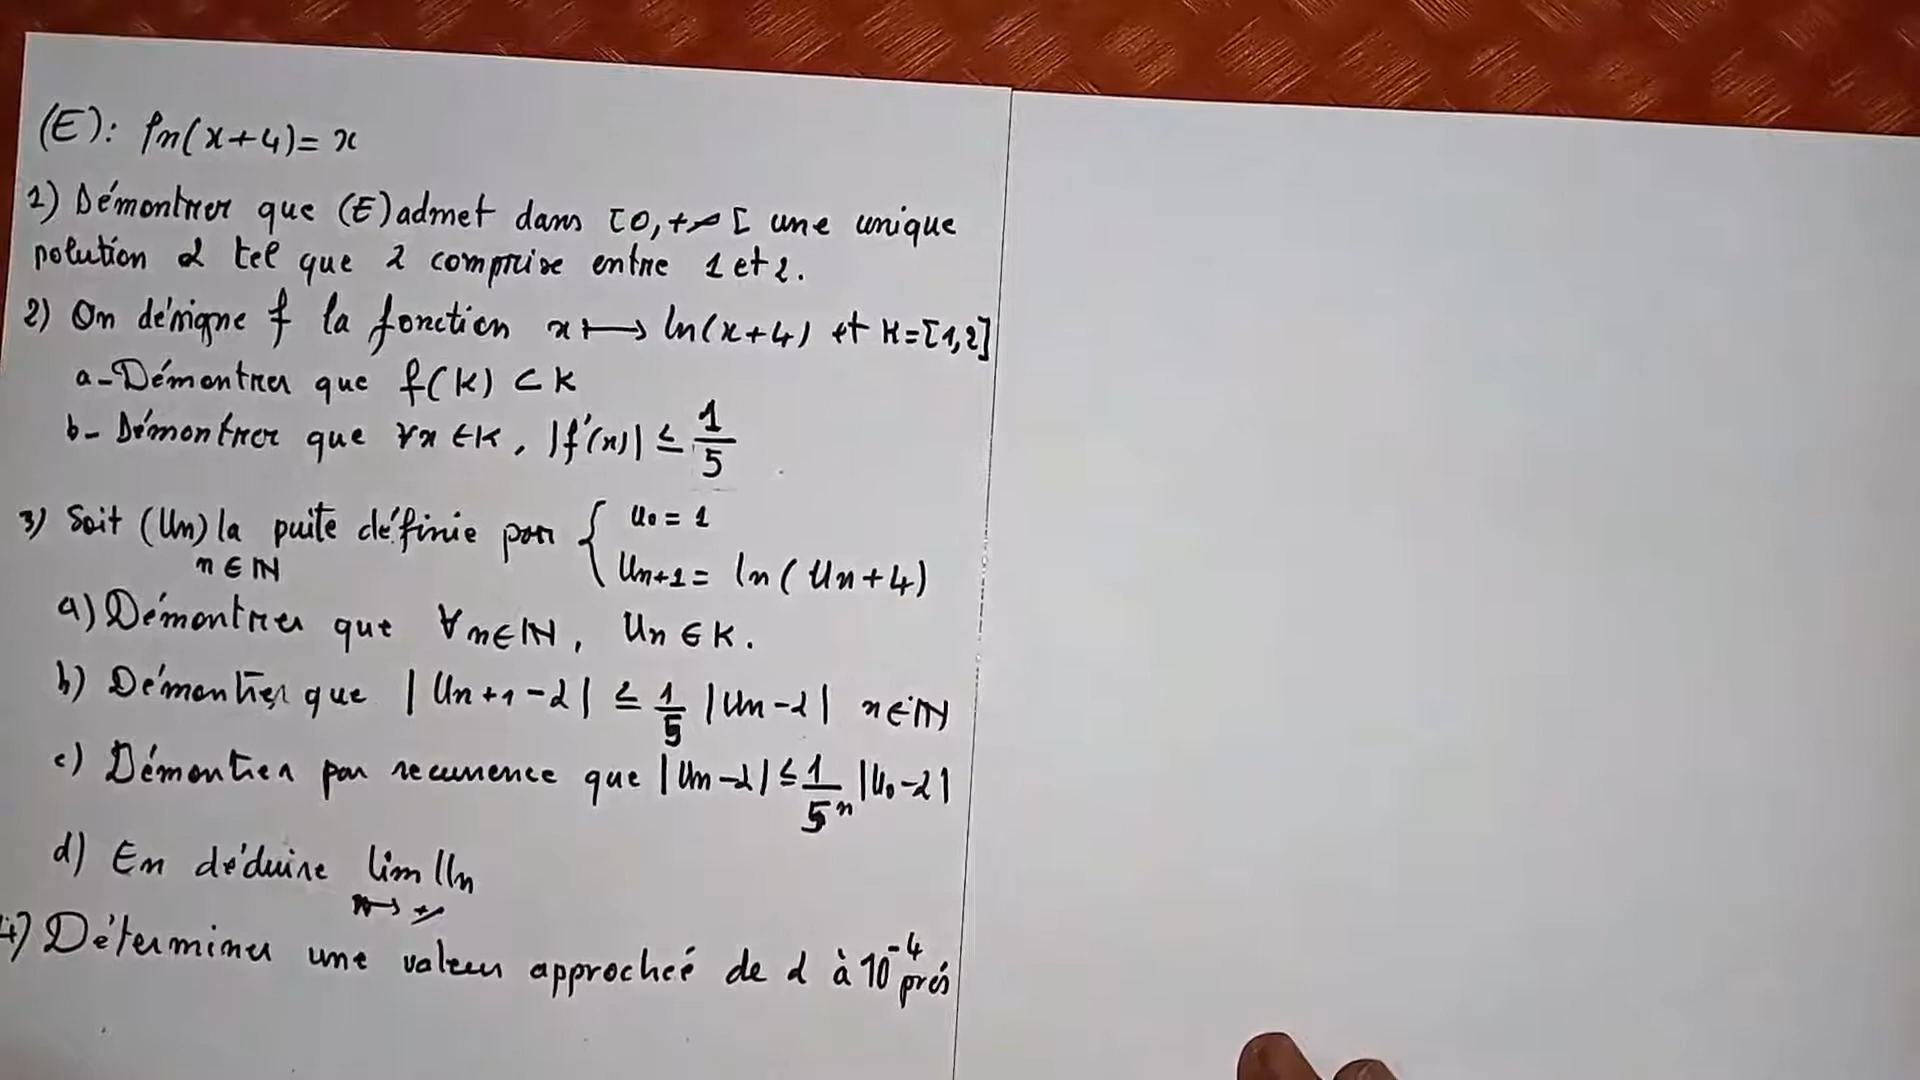 (E): ln(x+4)= x
1) Démontrer que (E) admet dans [0,+∞[ une unique
solution α tel que α comprise entre 1 et 2.
2) On désigne f la fonction x ⟼ ln(x+4) et K=[1,2]
a- Démontrer que f(K) ⊂ K
b- Démontrer que ∀x ∈ K, |f'(x)| ≤ 1/5
3) Soit (Un) la suite définie par { u₀ = 1
n ∈ ℕ Un+1 = ln(Un+4)
a) Démontrer que ∀n∈ℕ, Un ∈ K.
b) Démontrer que |Un+1-α| ≤ 1/5 |Un-α| n∈ℕ
c) Démontrer par recurrence que |Un-α| ≤ 1/5ⁿ |U₀-α|
d) En déduire lim Un
n→+∞
4) Déterminer une valeur approcheé de α à 10⁻⁴ prés